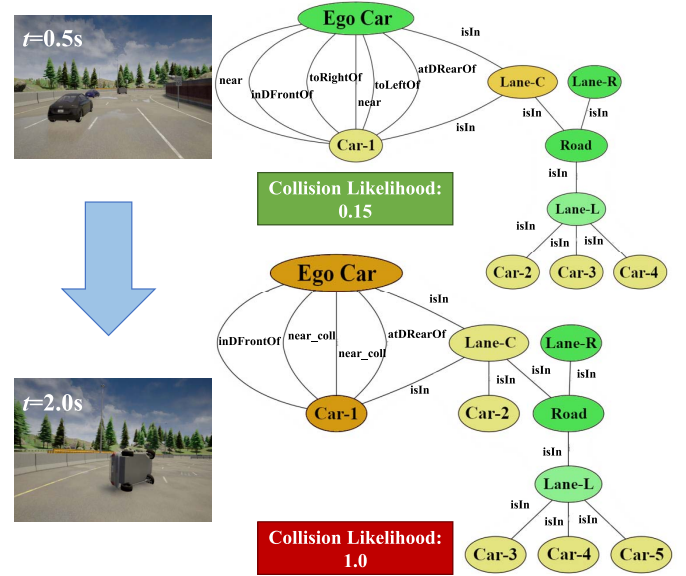 t=0.5s
Ego Car
isIn
near
inDFrontOf
toRightOf
near
toLeftOf
atDRearOf
Lane-C
Lane-R
isIn
isIn
isIn
Car-1
Road
Collision Likelihood:
0.15
isIn
Lane-L
isIn
isIn
isIn
Car-2
Car-3
Car-4
Ego Car
isIn
inDFrontOf
near_coll
near_coll
atDRearOf
Lane-C
Lane-R
isIn
isIn
isIn
isIn
Car-1
Car-2
Road
t=2.0s
isIn
Lane-L
isIn
isIn
isIn
Collision Likelihood:
1.0
Car-3
Car-4
Car-5